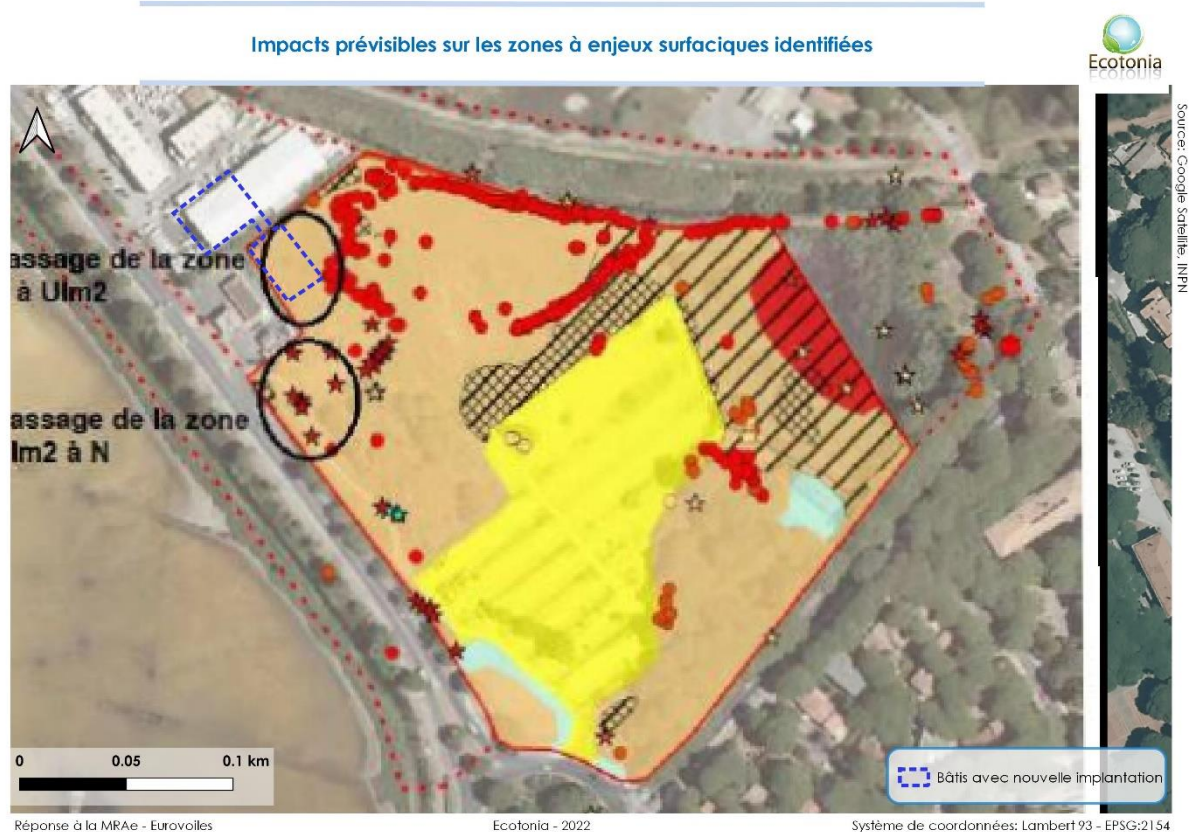 Impacts prévisibles sur les zones à enjeux surfaciques identifiées
Ecotonia
Source: Google Satellite, INPN
assage de la zone
à UIm2
assage de la zone
Im2 à N
0 0.05 0.1 km
Bâtis avec nouvelle implantation
Réponse à la MRAe - Eurovoiles
Ecotonia - 2022
Système de coordonnées: Lambert 93 - EPSG:2154